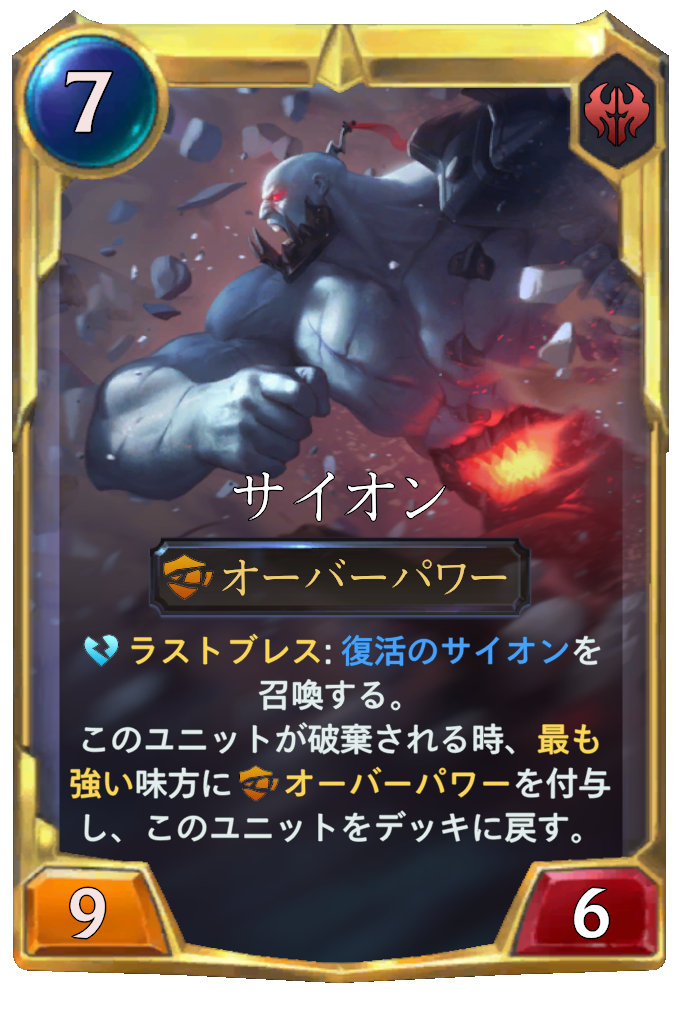 7
サイオン
オーバーパワー
ラストブレス: 復活のサイオンを
召喚する。
このユニットが破棄される時、最も
強い味方に オーバーパワーを付与
し、このユニットをデッキに戻す。
9
6